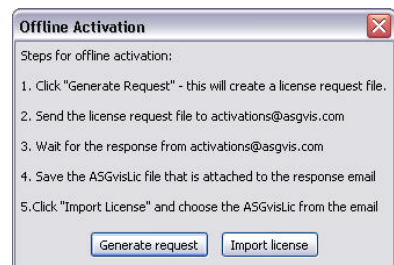 Offline Activation
Steps for offline activation:
1. Click "Generate Request" - this will create a license request file.
2. Send the license request file to activations@asgvis.com
3. Wait for the response from activations@asgvis.com
4. Save the ASGvisLic file that is attached to the response email
5.Click "Import License" and choose the ASGvisLic from the email
Generate request
Import license